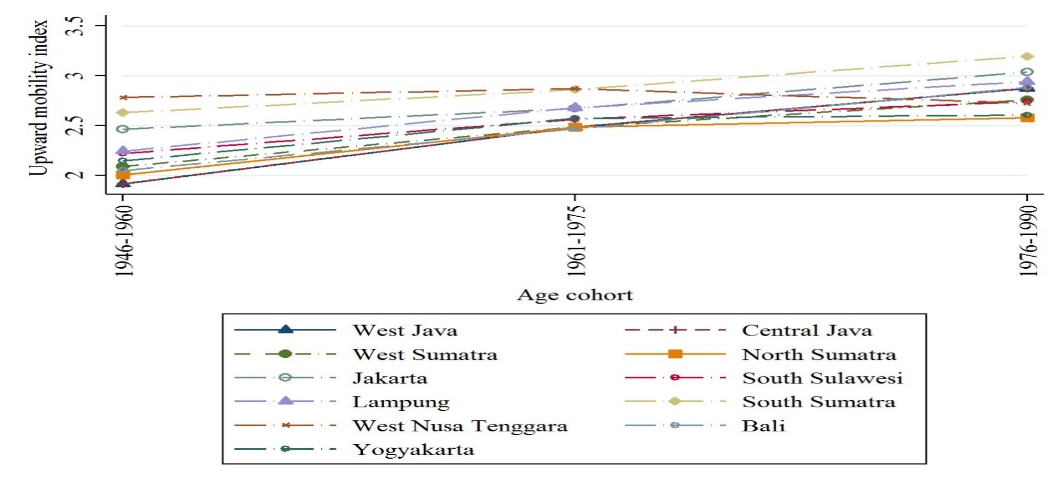 Upward mobility index
3.5
3
2.5
2
1946-1960
1961-1975
1976-1990
Age cohort
West Java
Central Java
West Sumatra
North Sumatra
Jakarta
South Sulawesi
Lampung
South Sumatra
West Nusa Tenggara
Bali
Yogyakarta